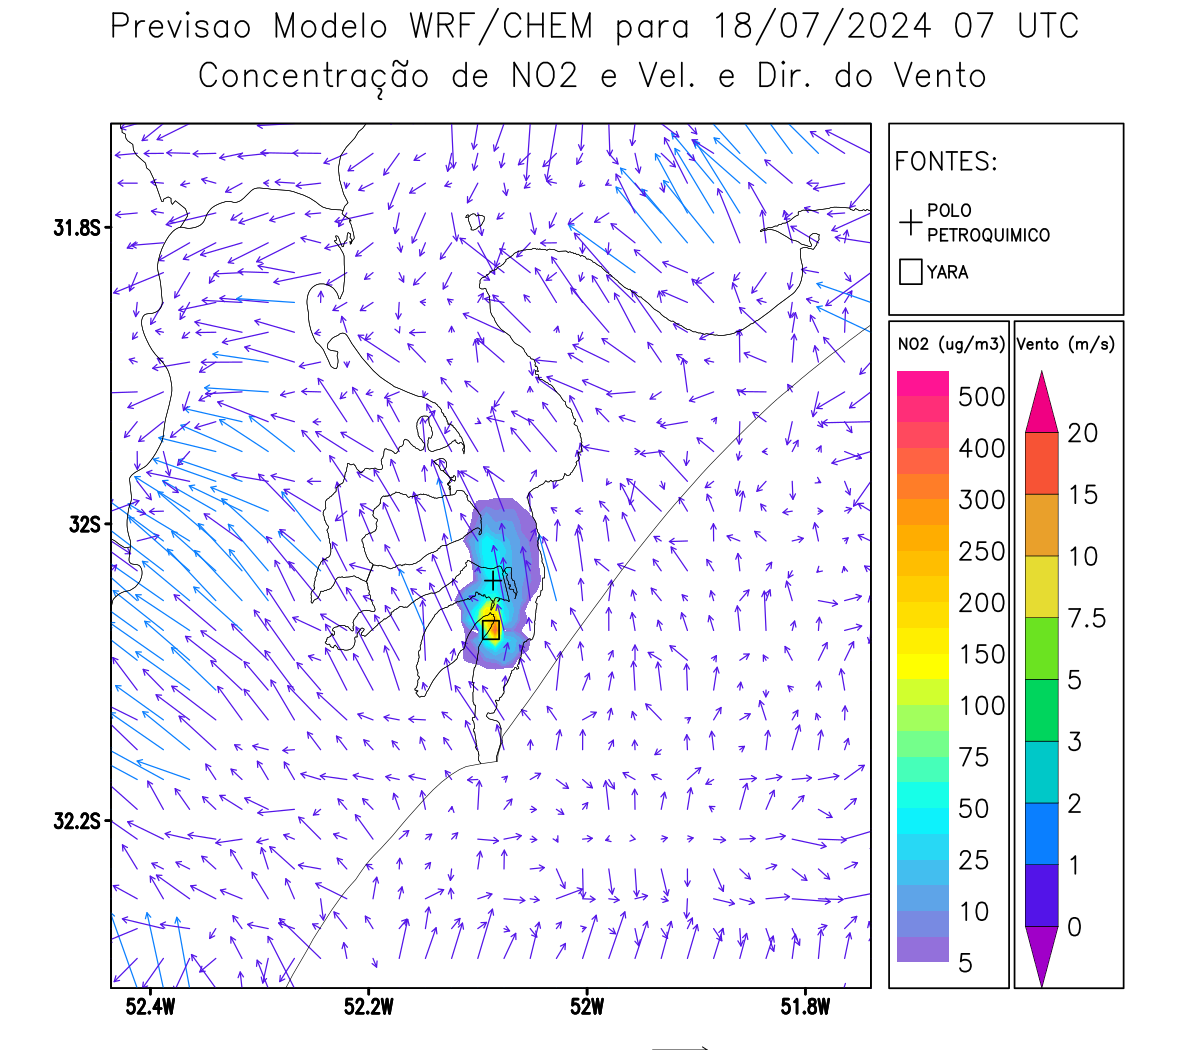 Previsao Modelo WRF/CHEM para 18/07/2024 07 UTC
Concentração de NO2 e Vel. e Dir. do Vento
FONTES:
POLO
PETROQUIMICO
YARA
NO2 (ug/m3)
500
400
300
250
200
150
100
75
50
25
10
5
Vento (m/s)
20
15
10
7.5
5
3
2
1
0
31.8S
32S
32.2S
52.4W
52.2W
52W
51.8W